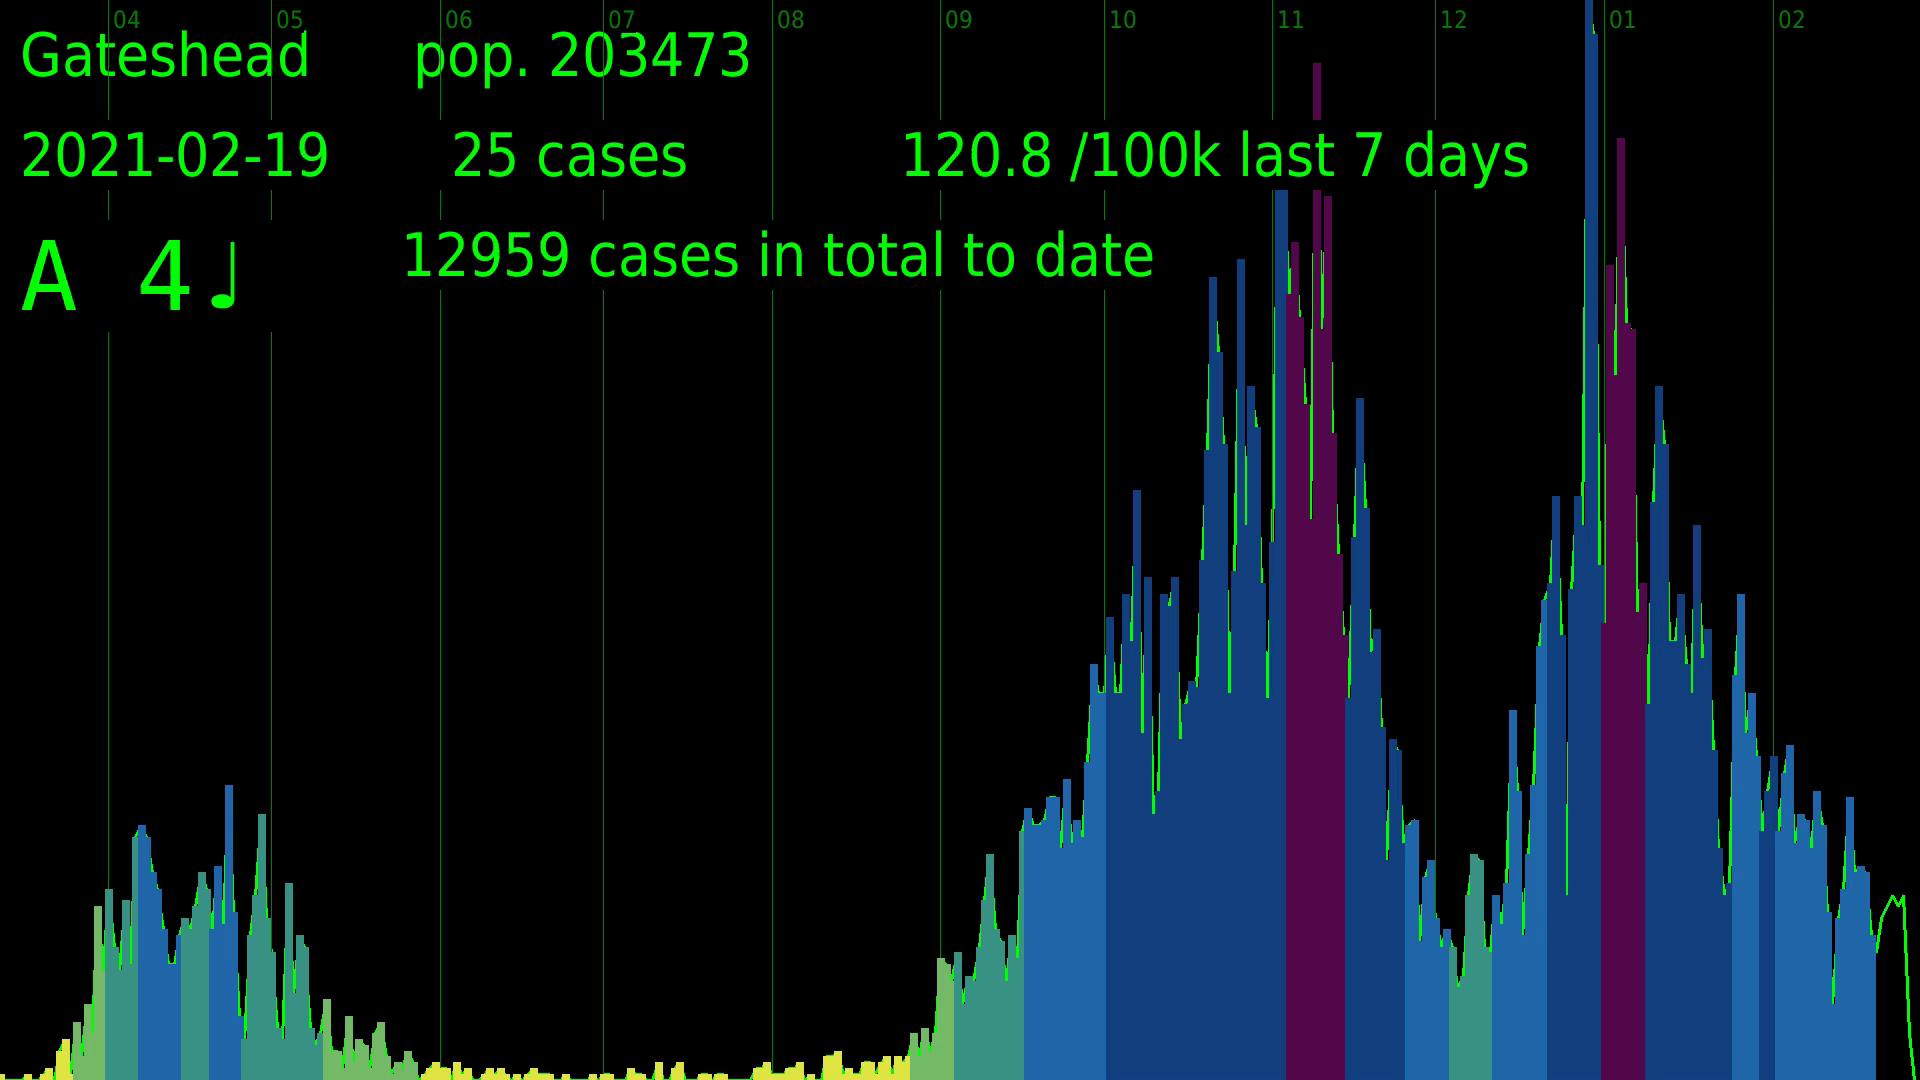 04 05 06 07 08 09 10 11 12 01 02
Gateshead pop. 203473
2021-02-19 25 cases 120.8 /100k last 7 days
A 4♩ 12959 cases in total to date